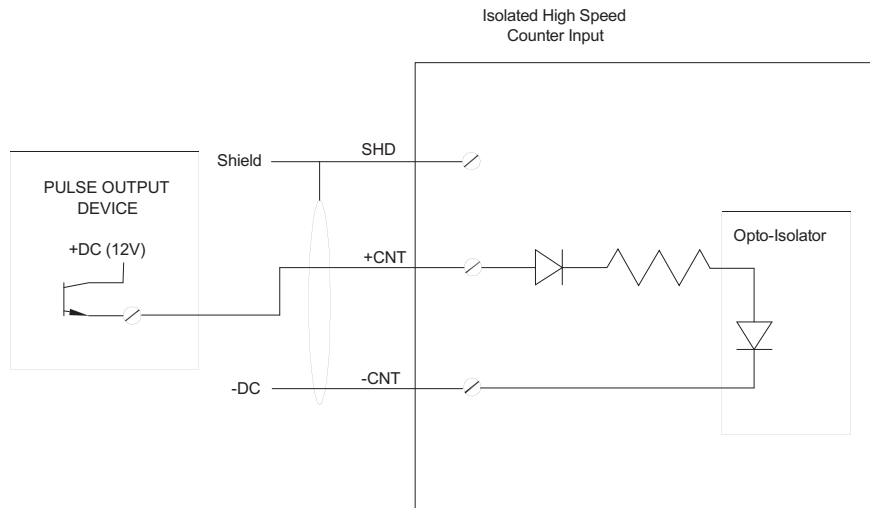 Isolated High Speed
Counter Input
Shield
SHD
PULSE OUTPUT
DEVICE
+DC (12V)
+CNT
Opto-Isolator
-DC
-CNT